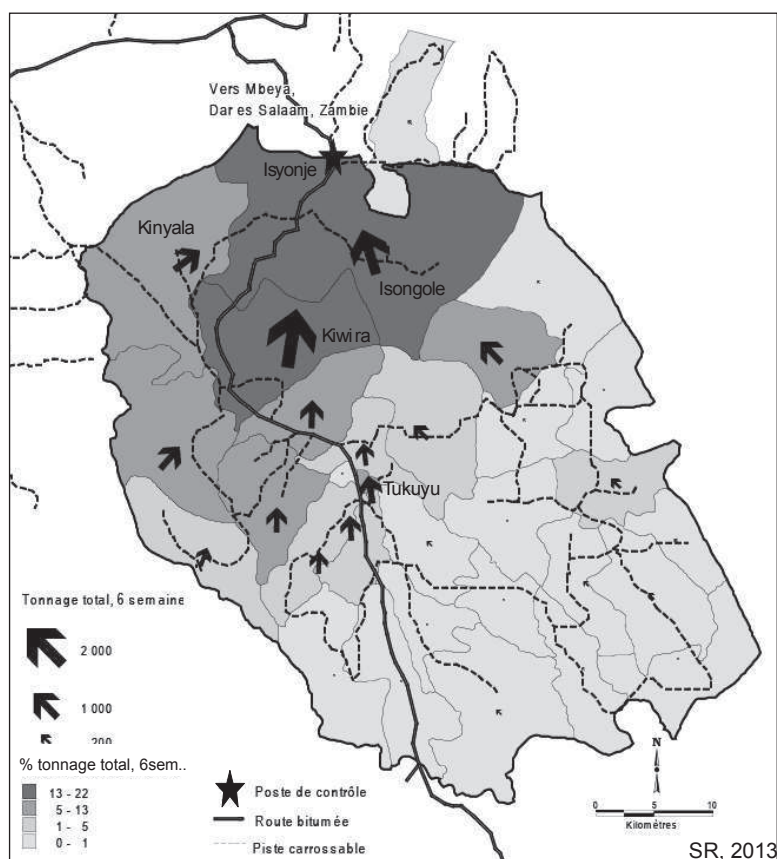 Vers Mbeya,
Dar es Salaam, Zambie
Isyonje
Kinyala
Isongole
Kiwira
Tukuyu
Tonnage total, 6 semaine
2 000
1 000
200
% tonnage total, 6sem..
13 - 22
5 - 13
1 - 5
0 - 1
Poste de contrôle
Route bitumée
Piste carrossable
N
0 5 10
Kilomètres
SR, 2013